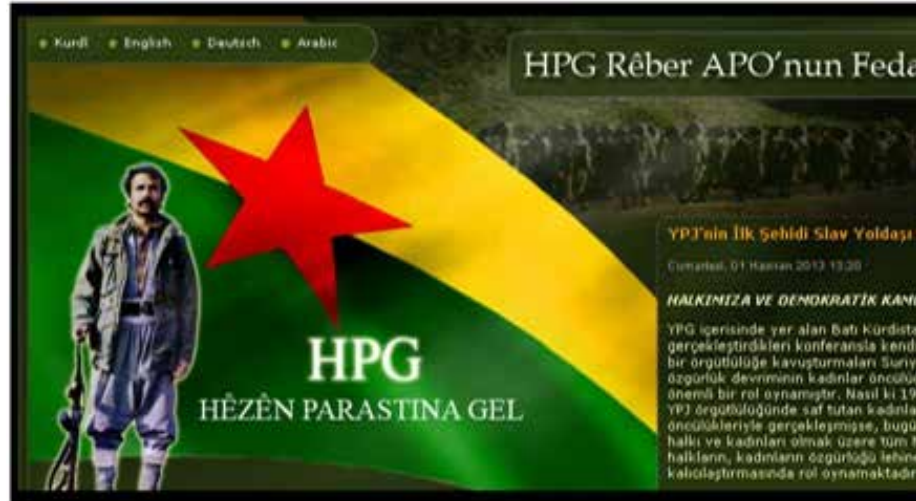 Kurdî English Deutsch Arabic
HPG Rêber APO'nun Feda
HPG
HÊZÊN PARASTINA GEL
YPJ'nin İlk Şehidi Slav Yoldaşı
Cumartesi, 01 Haziran 2013 13:20
HALKIMIZA VE DEMOKRATİK KAM
YPG içerisinde yer alan Batı Kürdista
gerçekleştirdikleri konferansla kend
bir örgütlülüğe kavuşturmaları Suriy
özgürlük devriminin kadınlar öncülü
önemli bir rol oynamıştır. Nasıl ki 19
YPJ örgütlülüğünde saf tutan kadınla
öncülükleriyle gerçekleşmişse, bugü
halkı ve kadınları olmak üzere tüm
halkların, kadınların özgürlüğü lehine
kalıcılaştırmasında rol oynamaktadır